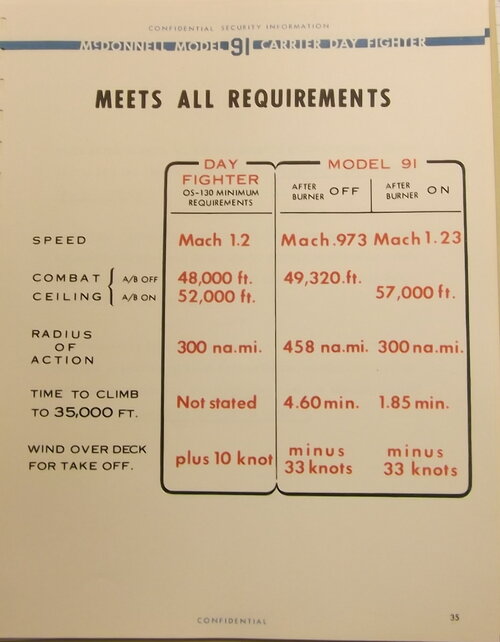 CONFIDENTIAL SECURITY INFORMATION
McDONNELL MODEL 91 CARRIER DAY FIGHTER
MEETS ALL REQUIREMENTS
DAY FIGHTER MODEL 91
OS-130 MINIMUM REQUIREMENTS AFTER BURNER OFF AFTER BURNER ON
SPEED Mach 1.2 Mach .973 Mach 1.23
COMBAT CEILING { A/B OFF 48,000 ft. 49,320.ft.
A/B ON 52,000 ft. 57,000 ft.
RADIUS OF ACTION 300 na.mi. 458 na.mi. 300 na.mi.
TIME TO CLIMB TO 35,000 FT. Not stated 4.60 min. 1.85 min.
WIND OVER DECK FOR TAKE OFF. plus 10 knot minus 33 knots minus 33 knots
CONFIDENTIAL 35